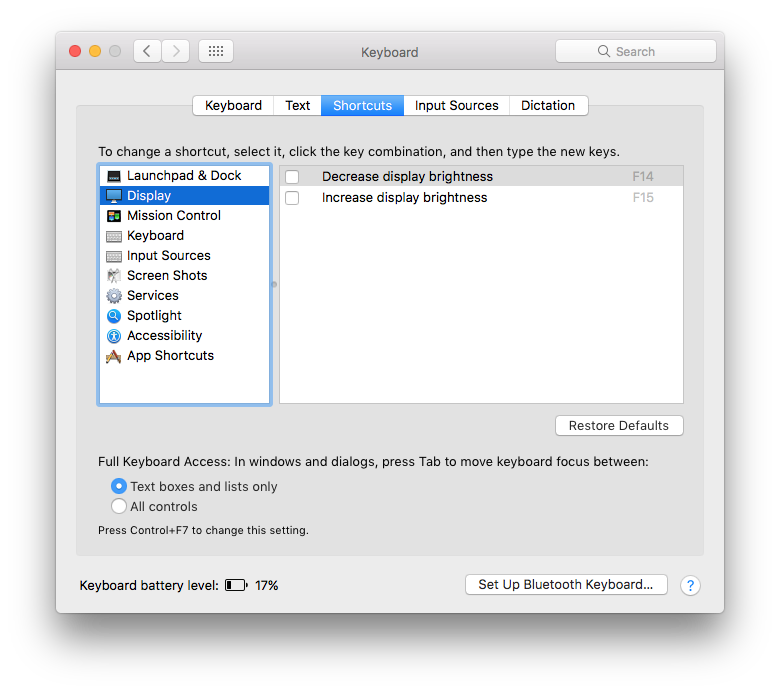 Keyboard
Search
Keyboard Text Shortcuts Input Sources Dictation
To change a shortcut, select it, click the key combination, and then type the new keys.
Launchpad & Dock
Display
Mission Control
Keyboard
Input Sources
Screen Shots
Services
Spotlight
Accessibility
App Shortcuts
Decrease display brightness F14
Increase display brightness F15
Restore Defaults
Full Keyboard Access: In windows and dialogs, press Tab to move keyboard focus between:
Text boxes and lists only
All controls
Press Control+F7 to change this setting.
Keyboard battery level: 17%
Set Up Bluetooth Keyboard...
?